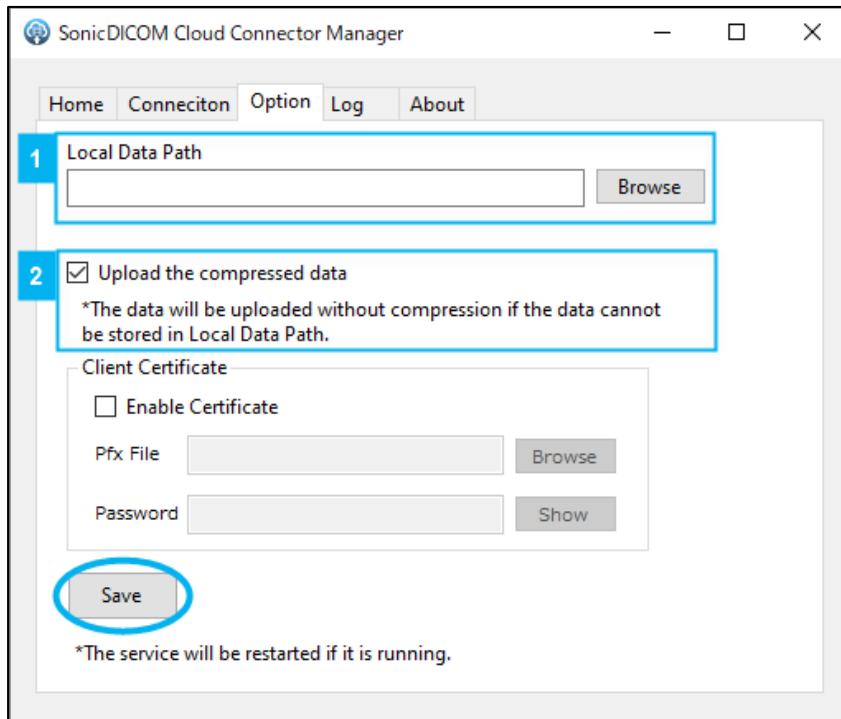 SonicDICOM Cloud Connector Manager
Home Conneciton Option Log About
1
Local Data Path
Browse
2
Upload the compressed data
*The data will be uploaded without compression if the data cannot
be stored in Local Data Path.
Client Certificate
Enable Certificate
Pfx File Browse
Password Show
Save
*The service will be restarted if it is running.